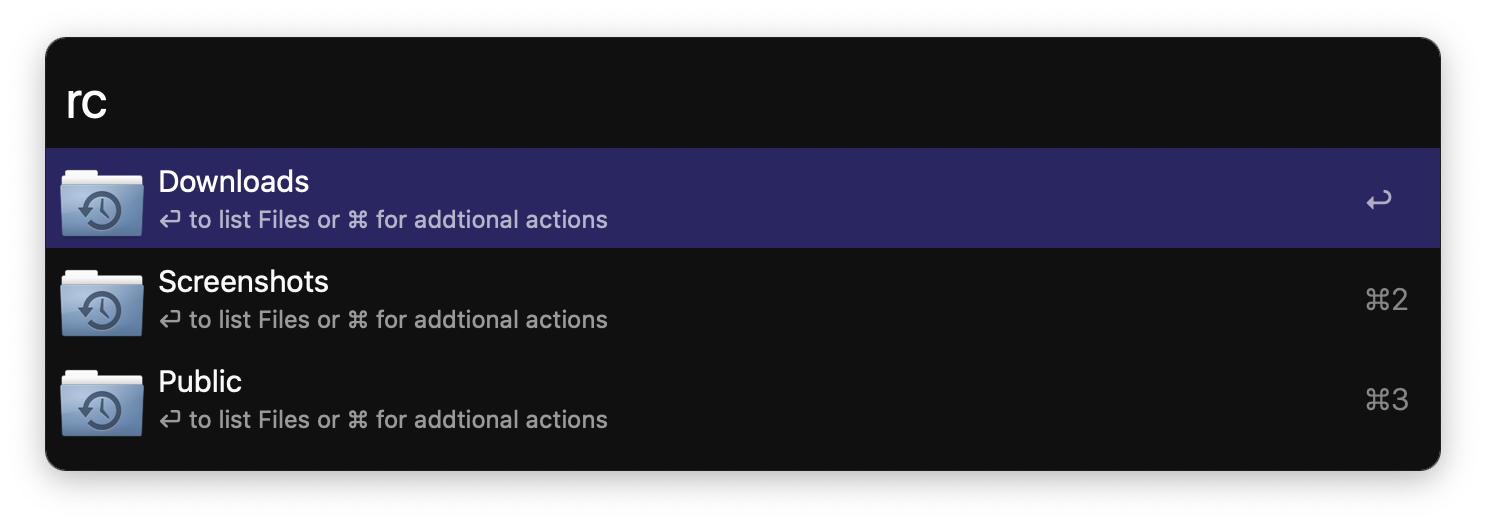 rc
Downloads
⏎ to list Files or ⌘ for addtional actions
↩
Screenshots
⏎ to list Files or ⌘ for addtional actions
⌘2
Public
⏎ to list Files or ⌘ for addtional actions
⌘3